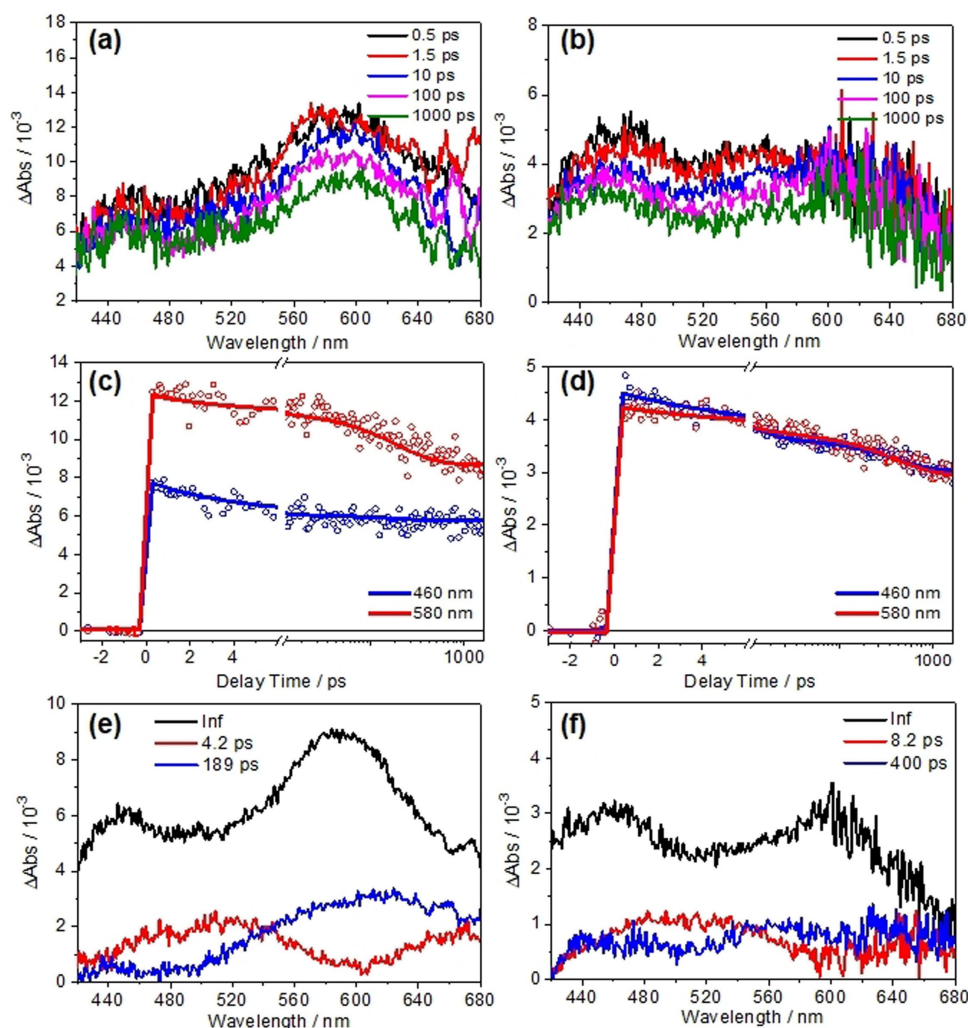 (a)
0.5 ps
1.5 ps
10 ps
100 ps
1000 ps
18
16
14
12
10
8
6
4
2
ΔAbs / 10⁻³
440 480 520 560 600 640 680
Wavelength / nm
(b)
0.5 ps
1.5 ps
10 ps
100 ps
1000 ps
8
6
4
2
0
ΔAbs / 10⁻³
440 480 520 560 600 640 680
Wavelength / nm
(c)
14
12
10
8
6
4
2
0
ΔAbs / 10⁻³
460 nm
580 nm
-2 0 2 4 1000
Delay Time / ps
(d)
5
4
3
2
1
0
ΔAbs / 10⁻³
460 nm
580 nm
-2 0 2 4 1000
Delay Time / ps
(e)
Inf
4.2 ps
189 ps
10
8
6
4
2
0
ΔAbs / 10⁻³
440 480 520 560 600 640 680
Wavelength / nm
(f)
Inf
8.2 ps
400 ps
5
4
3
2
1
0
ΔAbs / 10⁻³
440 480 520 560 600 640 680
Wavelength / nm